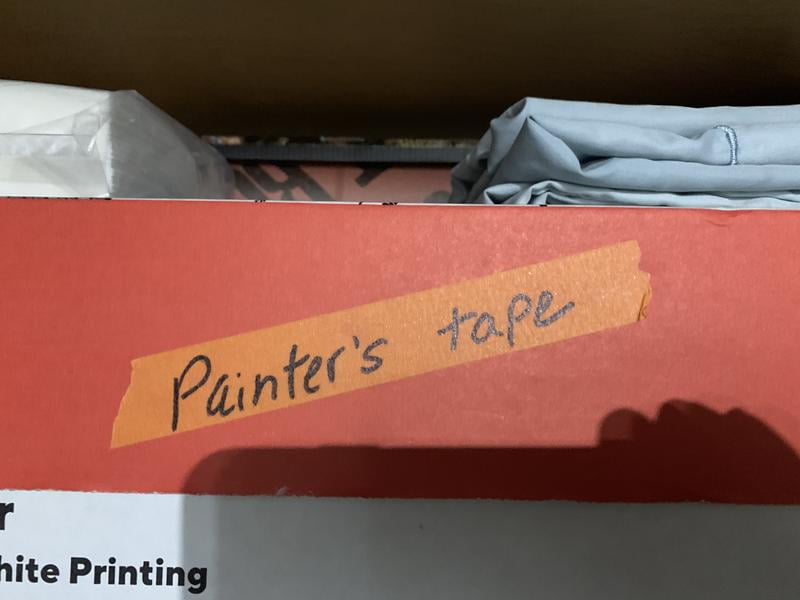 Painter's tape
r
hite Printing